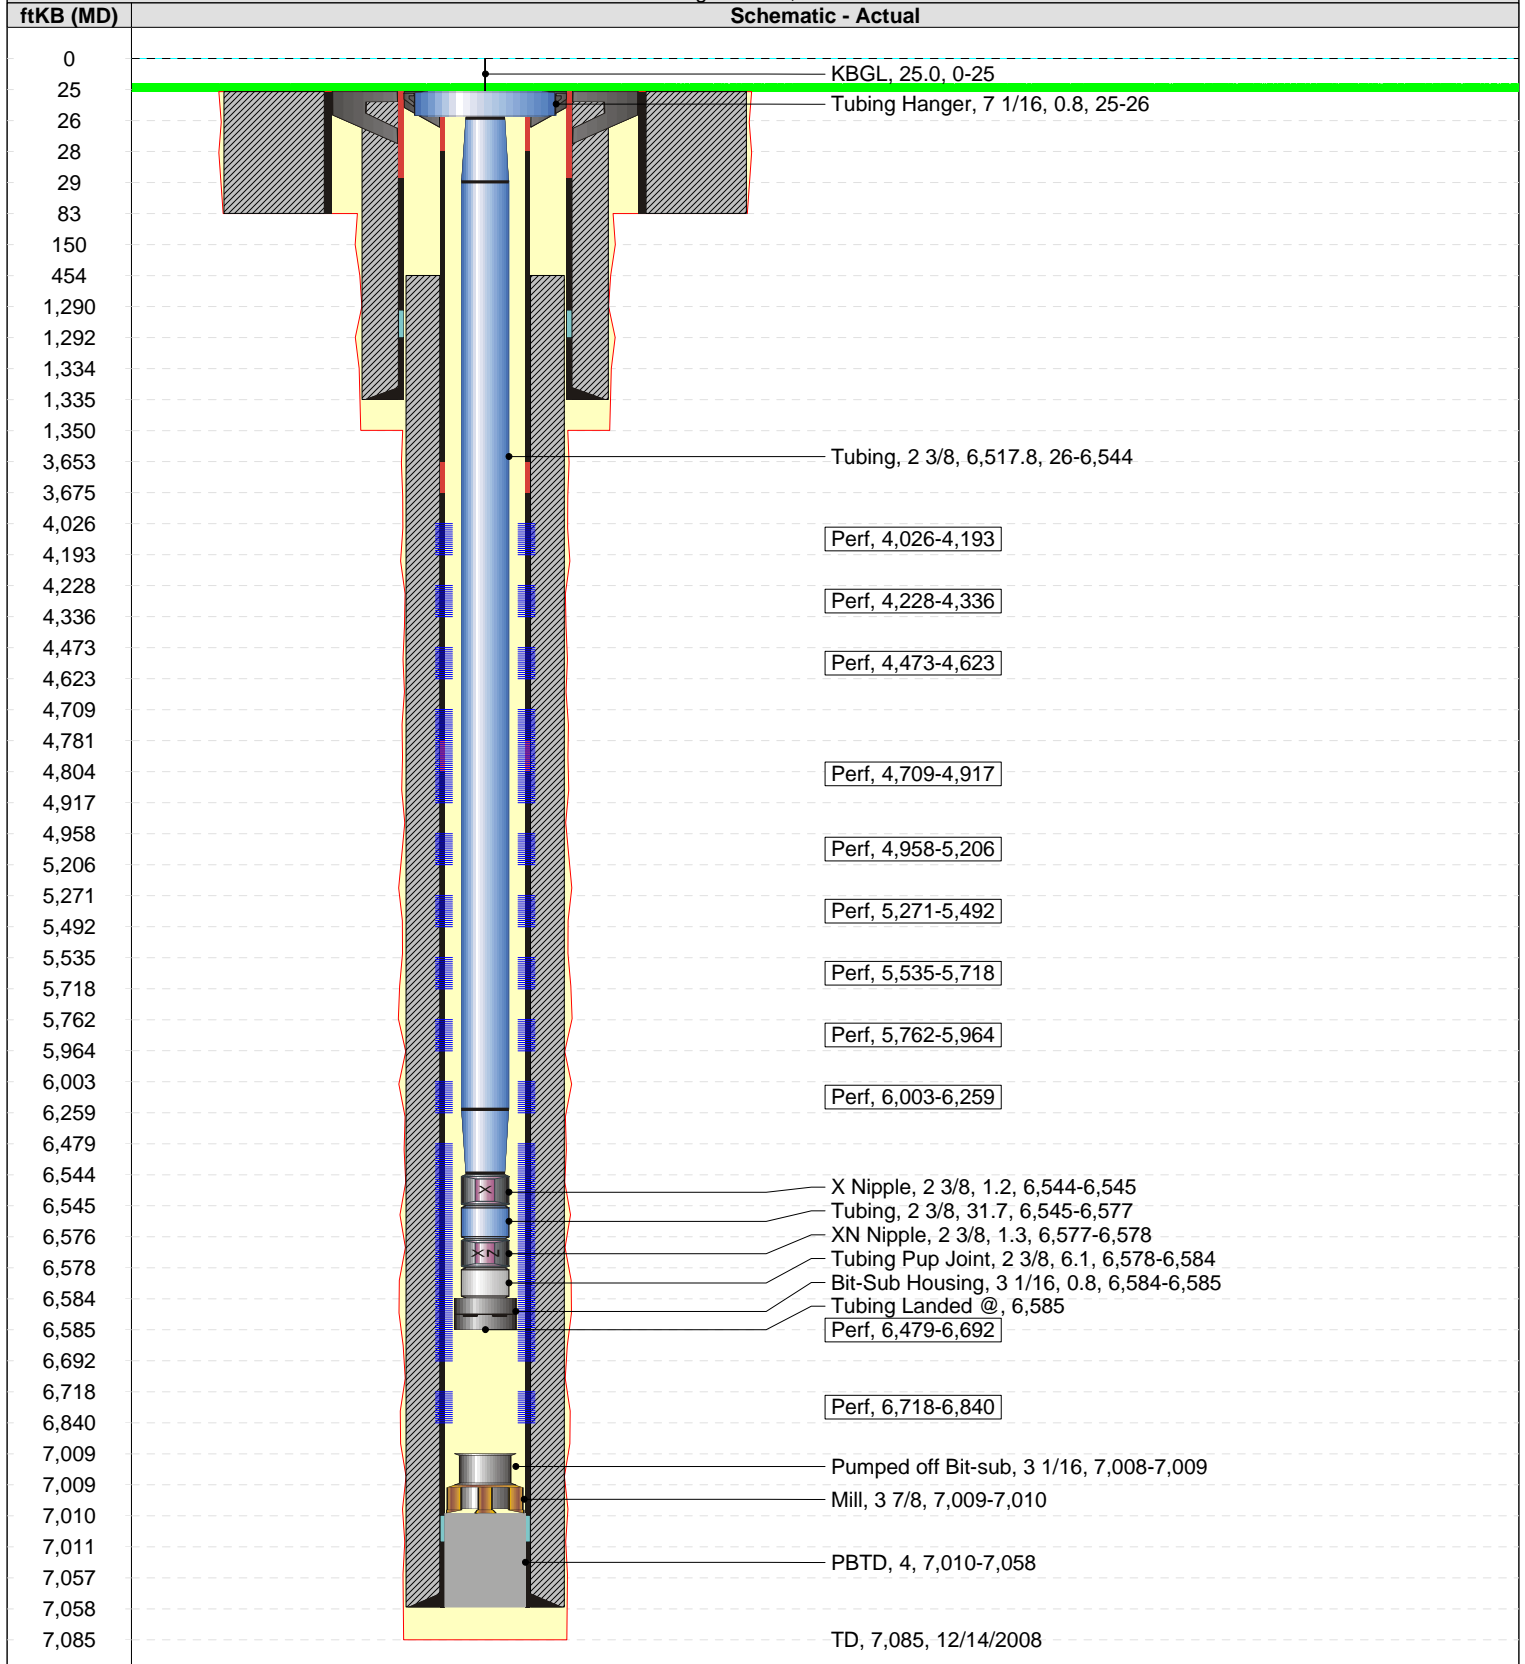 ftKB (MD) Schematic - Actual
0
KBGL, 25.0, 0-25
25
Tubing Hanger, 7 1/16, 0.8, 25-26
26
28
29
83
150
454
1,290
1,292
1,334
1,335
1,350
Tubing, 2 3/8, 6,517.8, 26-6,544
3,653
3,675
4,026
Perf, 4,026-4,193
4,193
4,228
Perf, 4,228-4,336
4,336
4,473
Perf, 4,473-4,623
4,623
4,709
4,781
4,804
Perf, 4,709-4,917
4,917
4,958
Perf, 4,958-5,206
5,206
5,271
Perf, 5,271-5,492
5,492
5,535
Perf, 5,535-5,718
5,718
5,762
Perf, 5,762-5,964
5,964
6,003
Perf, 6,003-6,259
6,259
6,479
6,544
X
X Nipple, 2 3/8, 1.2, 6,544-6,545
6,545
Tubing, 2 3/8, 31.7, 6,545-6,577
6,576
XN
XN Nipple, 2 3/8, 1.3, 6,577-6,578
Tubing Pup Joint, 2 3/8, 6.1, 6,578-6,584
6,578
Bit-Sub Housing, 3 1/16, 0.8, 6,584-6,585
6,584
Tubing Landed @, 6,585
6,585
Perf, 6,479-6,692
6,692
6,718
Perf, 6,718-6,840
6,840
7,009
Pumped off Bit-sub, 3 1/16, 7,008-7,009
7,009
Mill, 3 7/8, 7,009-7,010
7,010
7,011
PBTD, 4, 7,010-7,058
7,057
7,058
7,085
TD, 7,085, 12/14/2008